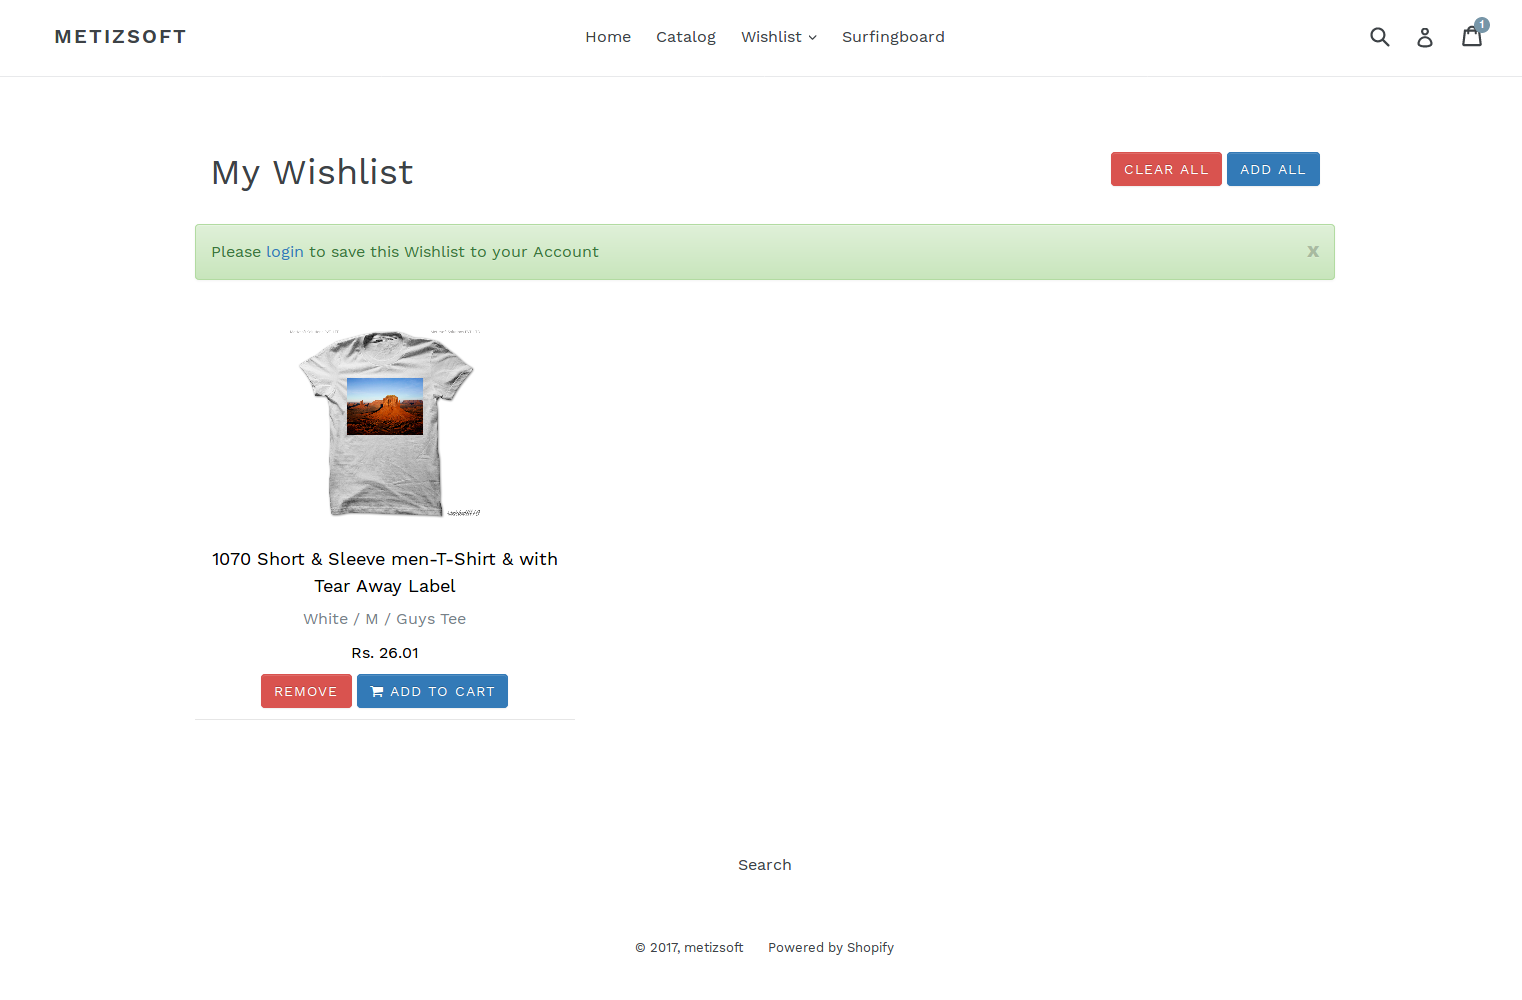 METIZSOFT
Home Catalog Wishlist Surfingboard
1
My Wishlist
CLEAR ALL ADD ALL
Please login to save this Wishlist to your Account
x
1070 Short & Sleeve men-T-Shirt & with
Tear Away Label
White / M / Guys Tee
Rs. 26.01
REMOVE ADD TO CART
Search
© 2017, metizsoft Powered by Shopify